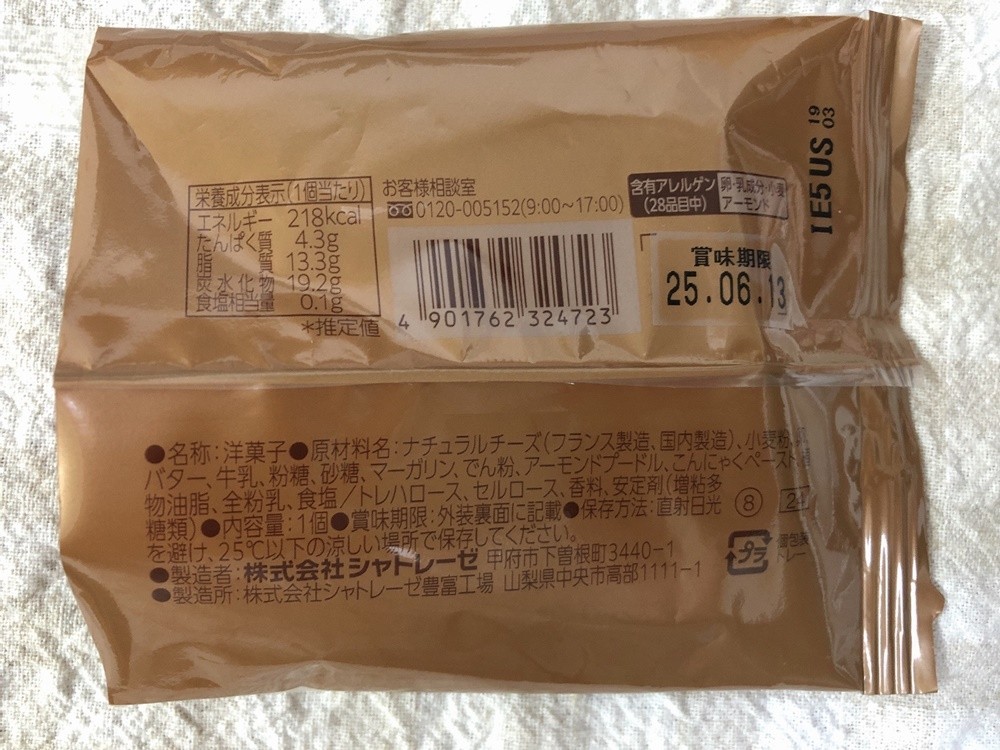 栄養成分表示(1個当たり)
エネルギー 218kcal
たんぱく質 4.3g
脂質 13.3g
炭水化物 19.2g
食塩相当量 0.1g
*推定値
お客様相談室
0120-005152(9:00～17:00)
4 901762 324723
含有アレルゲン
(28品目中)
卵・乳成分・小麦
アーモンド
賞味期限
25.06.13
1E5US 19
03
●名称:洋菓子●原材料名:ナチュラルチーズ(フランス製造、国内製造)、小麦粉、
バター、牛乳、粉糖、砂糖、マーガリン、でん粉、アーモンドプードル、こんにゃくペースト、
物油脂、全粉乳、食塩／トレハロース、セルロース、香料、安定剤(増粘多
糖類)●内容量:1個●賞味期限:外装裏面に記載●保存方法:直射日光
を避け、25℃以下の涼しい場所で保存してください。
●製造者:株式会社シャトレーゼ 甲府市下曽根町3440-1
●製造所:株式会社シャトレーゼ豊富工場 山梨県中央市高部1111-1
8
プラ
個包装
トレー